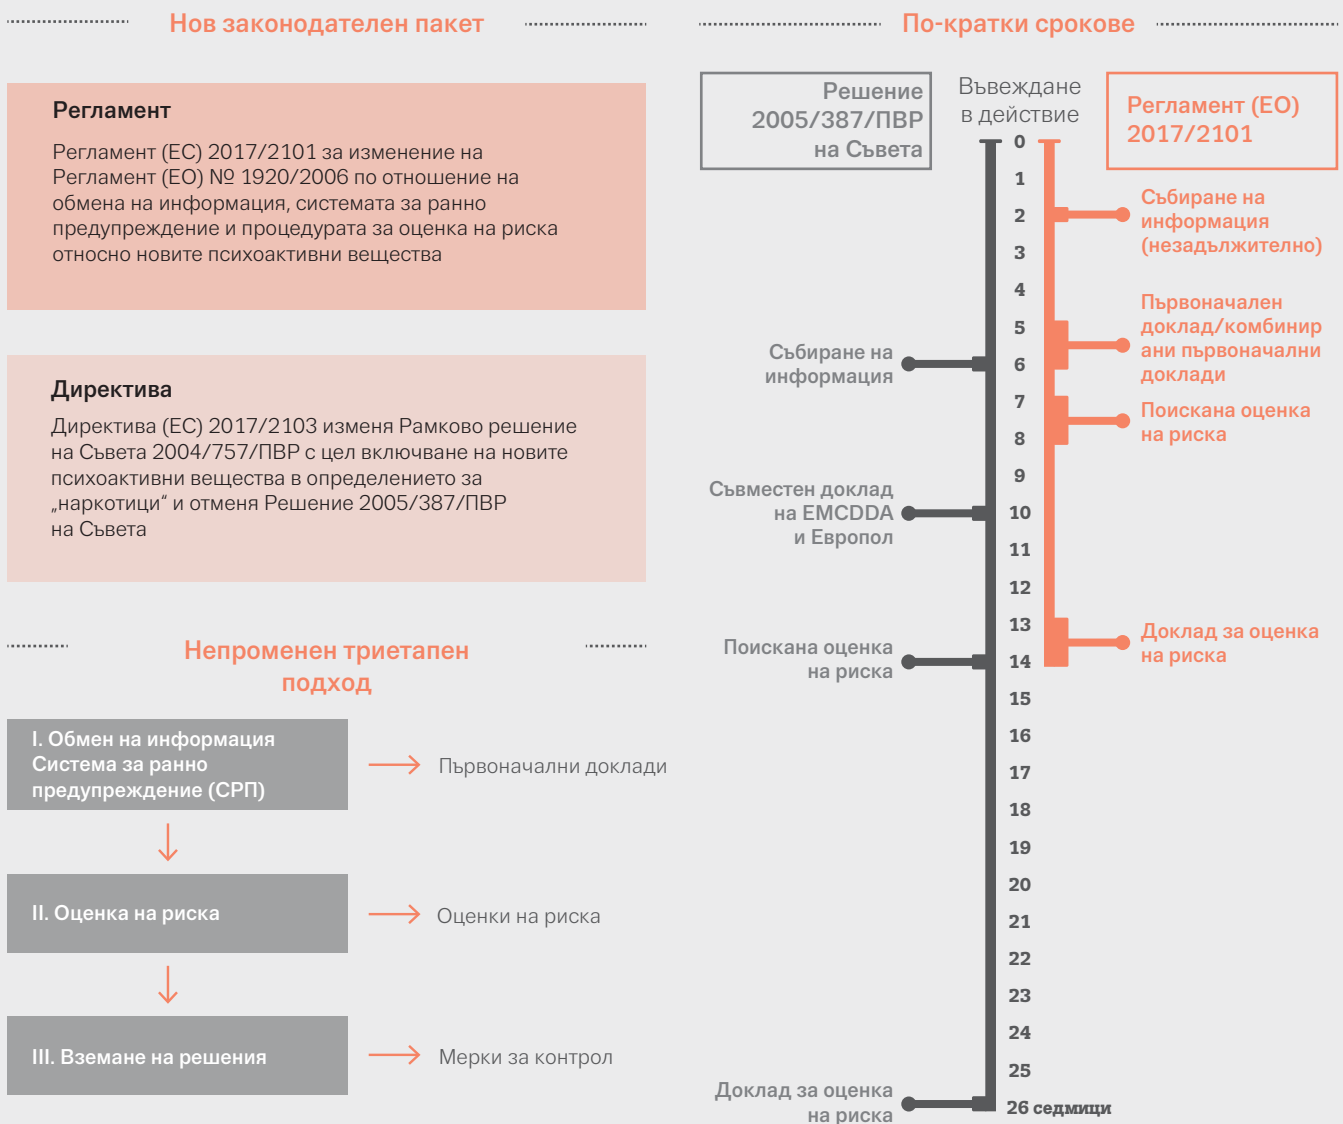 Нов законодателен пакет
Регламент
Регламент (ЕС) 2017/2101 за изменение на
Регламент (ЕО) № 1920/2006 по отношение на
обмена на информация, системата за ранно
предупреждение и процедурата за оценка на риска
относно новите психоактивни вещества
Директива
Директива (ЕС) 2017/2103 изменя Рамково решение
на Съвета 2004/757/ПВР с цел включване на новите
психоактивни вещества в определението за
„наркотици“ и отменя Решение 2005/387/ПВР
на Съвета
Непроменен триетапен
подход
I. Обмен на информация
Система за ранно
предупреждение (СРП)
Първоначални доклади
II. Оценка на риска
Оценки на риска
III. Вземане на решения
Мерки за контрол
По-кратки срокове
Решение
2005/387/ПВР
на Съвета
Въвеждане
в действие
Регламент (ЕО)
2017/2101
0
1
2
3
4
5
6
7
8
9
10
11
12
13
14
15
16
17
18
19
20
21
22
23
24
25
26 седмици
Събиране на
информация
Съвместен доклад
на EMCDDA
и Европол
Поискана оценка
на риска
Доклад за оценка
на риска
Събиране на
информация
(незадължително)
Първоначален
доклад/комбинир
ани първоначални
доклади
Поискана оценка
на риска
Доклад за оценка
на риска